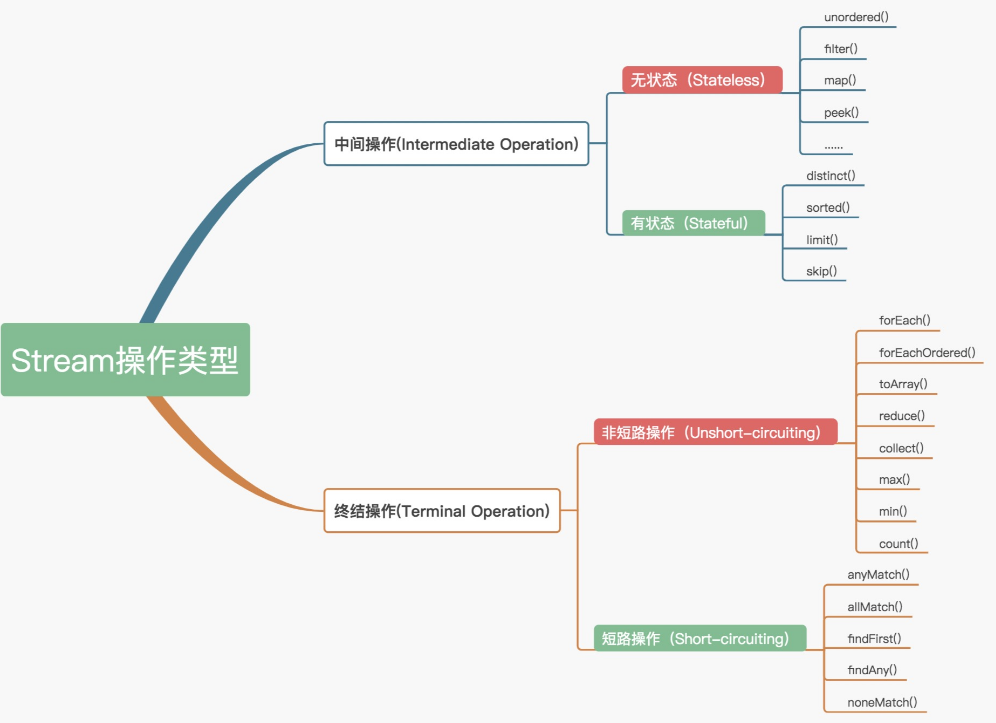 Stream操作类型
中间操作(Intermediate Operation)
无状态（Stateless）
unordered()
filter()
map()
peek()
......
有状态（Stateful）
distinct()
sorted()
limit()
skip()
终结操作(Terminal Operation)
非短路操作（Unshort-circuiting）
forEach()
forEachOrdered()
toArray()
reduce()
collect()
max()
min()
count()
短路操作（Short-circuiting）
anyMatch()
allMatch()
findFirst()
findAny()
noneMatch()